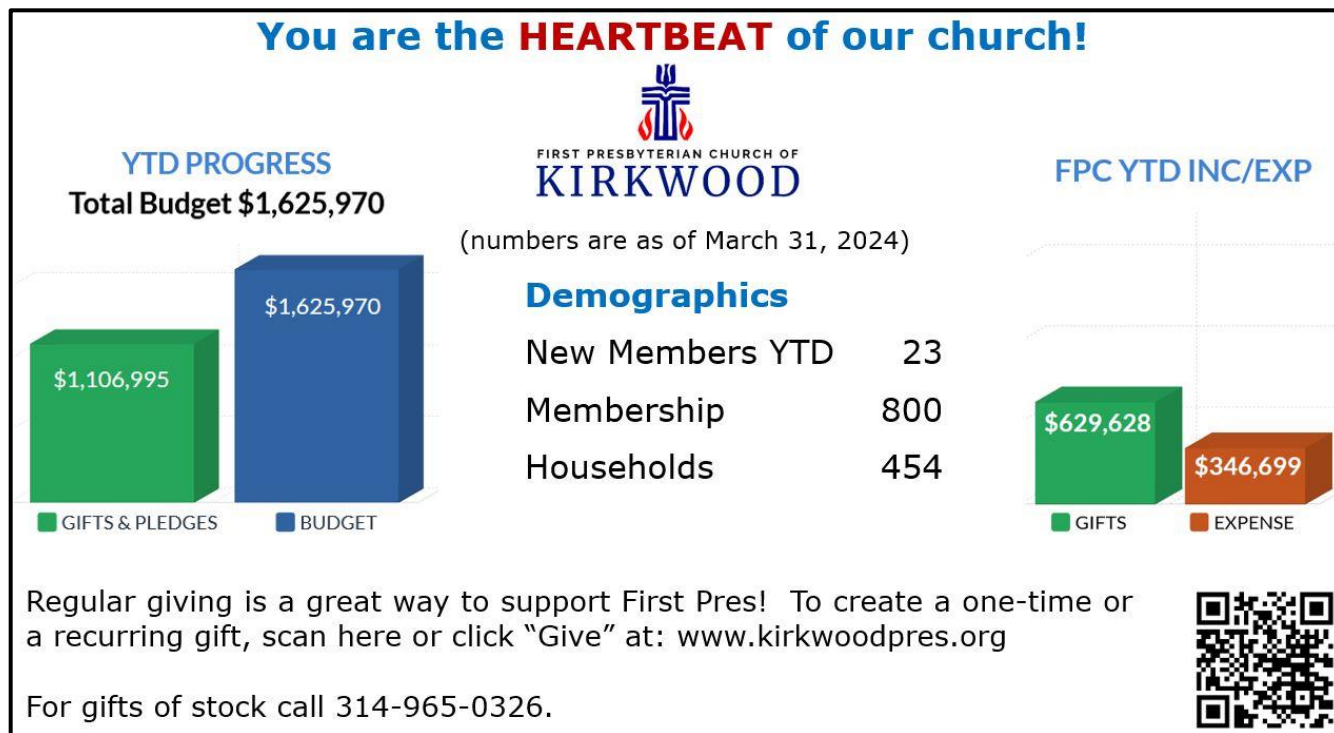 You are the HEARTBEAT of our church!
FIRST PRESBYTERIAN CHURCH OF
KIRKWOOD
(numbers are as of March 31, 2024)
YTD PROGRESS
Total Budget $1,625,970
$1,106,995
$1,625,970
GIFTS & PLEDGES
BUDGET
Demographics
New Members YTD 23
Membership 800
Households 454
FPC YTD INC/EXP
$629,628
$346,699
GIFTS
EXPENSE
Regular giving is a great way to support First Pres! To create a one-time or
a recurring gift, scan here or click “Give” at: www.kirkwoodpres.org
For gifts of stock call 314-965-0326.